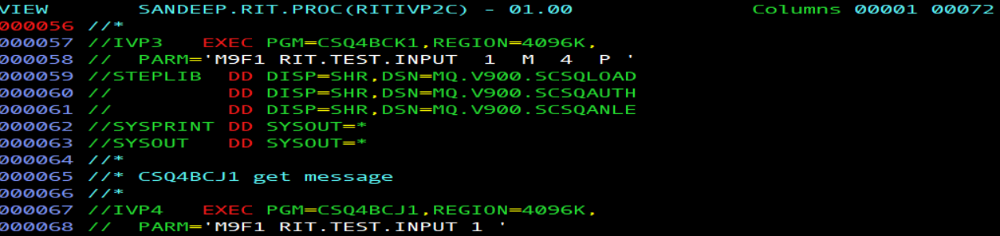 VIEW       SANDEEP.RIT.PROC(RITIVP2C) - 01.00              Columns 00001 00072
000056 //*
000057 //IVP3   EXEC PGM=CSQ4BCK1,REGION=4096K,
000058 //  PARM='M9F1 RIT.TEST.INPUT  1  M  4  P '
000059 //STEPLIB  DD DISP=SHR,DSN=MQ.V900.SCSQLOAD
000060 //         DD DISP=SHR,DSN=MQ.V900.SCSQAUTH
000061 //         DD DISP=SHR,DSN=MQ.V900.SCSQANLE
000062 //SYSPRINT DD SYSOUT=*
000063 //SYSOUT   DD SYSOUT=*
000064 //*
000065 //* CSQ4BCJ1 get message
000066 //*
000067 //IVP4   EXEC PGM=CSQ4BCJ1,REGION=4096K,
000068 //  PARM='M9F1 RIT.TEST.INPUT 1 '